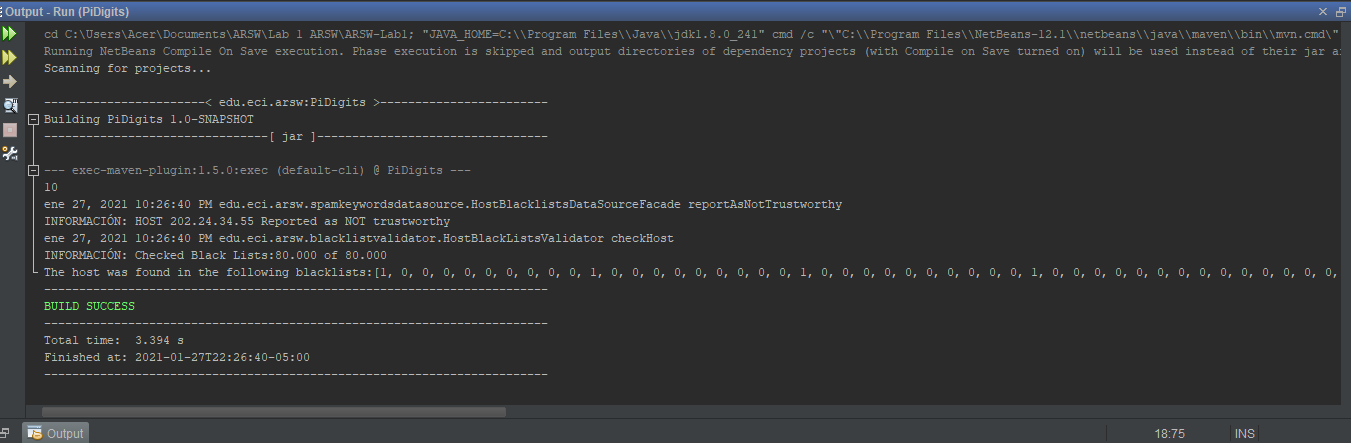 Output - Run (PiDigits)
cd C:\Users\Acer\Documents\ARSW\Lab 1 ARSW\ARSW-Lab1; "JAVA_HOME=C:\\Program Files\\Java\\jdk1.8.0_241" cmd /c "\"C:\\Program Files\\NetBeans-12.1\\netbeans\\java\\maven\\bin\\mvn.cmd\"
Running NetBeans Compile On Save execution. Phase execution is skipped and output directories of dependency projects (with Compile on Save turned on) will be used instead of their jar a
Scanning for projects...
-----------------------< edu.eci.arsw:PiDigits >------------------------
Building PiDigits 1.0-SNAPSHOT
--------------------------------[ jar ]---------------------------------
--- exec-maven-plugin:1.5.0:exec (default-cli) @ PiDigits ---
10
ene 27, 2021 10:26:40 PM edu.eci.arsw.spamkeywordsdatasource.HostBlacklistsDataSourceFacade reportAsNotTrustworthy
INFORMACIÓN: HOST 202.24.34.55 Reported as NOT trustworthy
ene 27, 2021 10:26:40 PM edu.eci.arsw.blacklistvalidator.HostBlackListsValidator checkHost
INFORMACIÓN: Checked Black Lists:80.000 of 80.000
The host was found in the following blacklists:[1, 0, 0, 0, 0, 0, 0, 0, 0, 0, 1, 0, 0, 0, 0, 0, 0, 0, 0, 0, 1, 0, 0, 0, 0, 0, 0, 0, 0, 0, 0, 1, 0, 0, 0, 0, 0, 0, 0, 0, 0, 0, 0, 0, 0,
------------------------------------------------------------------------
BUILD SUCCESS
------------------------------------------------------------------------
Total time:  3.394 s
Finished at: 2021-01-27T22:26:40-05:00
------------------------------------------------------------------------
Output
18:75
INS